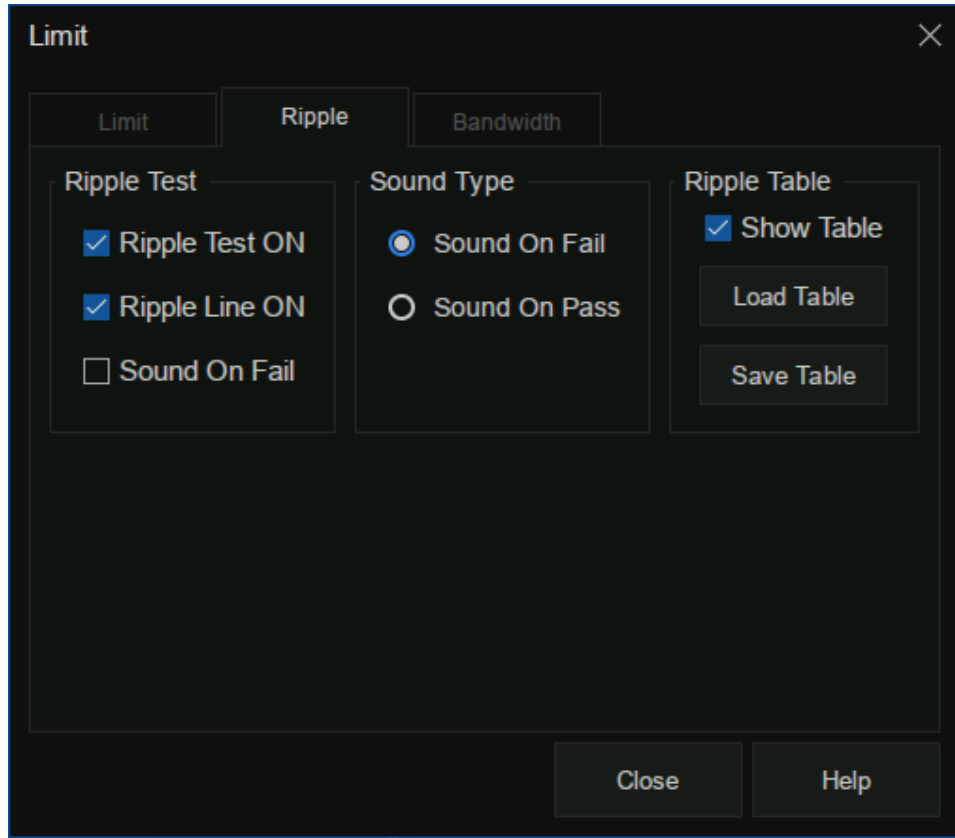 Limit
Limit
Ripple
Bandwidth
Ripple Test
Ripple Test ON
Ripple Line ON
Sound On Fail
Sound Type
Sound On Fail
Sound On Pass
Ripple Table
Show Table
Load Table
Save Table
Close
Help